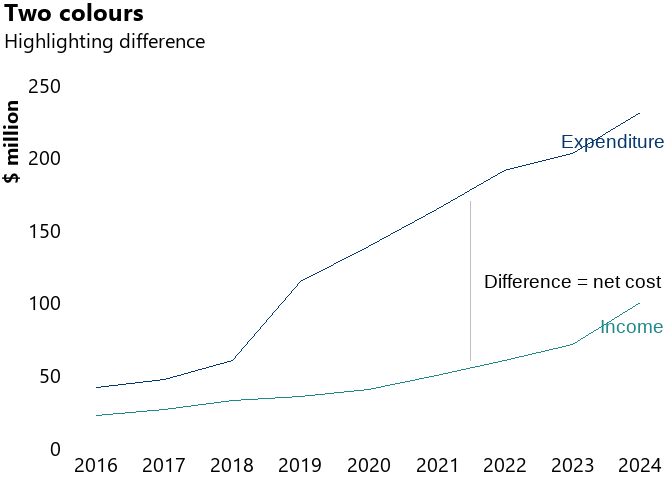 Two colours
Highlighting difference
$ million
250
200
150
100
50
0
Expenditure
Difference = net cost
Income
2016 2017 2018 2019 2020 2021 2022 2023 2024